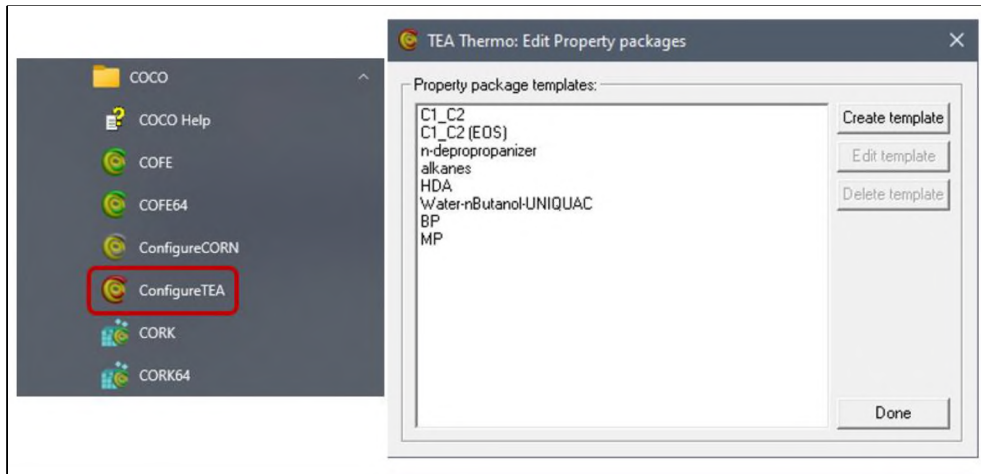 COCO
COCO Help
COFE
COFE64
ConfigureCORN
ConfigureTEA
CORK
CORK64
TEA Thermo: Edit Property packages
Property package templates:
C1_C2
C1_C2 (EOS)
n-depropropanizer
alkanes
HDA
Water-nButanol-UNIQUAC
BP
MP
Create template
Edit template
Delete template
Done